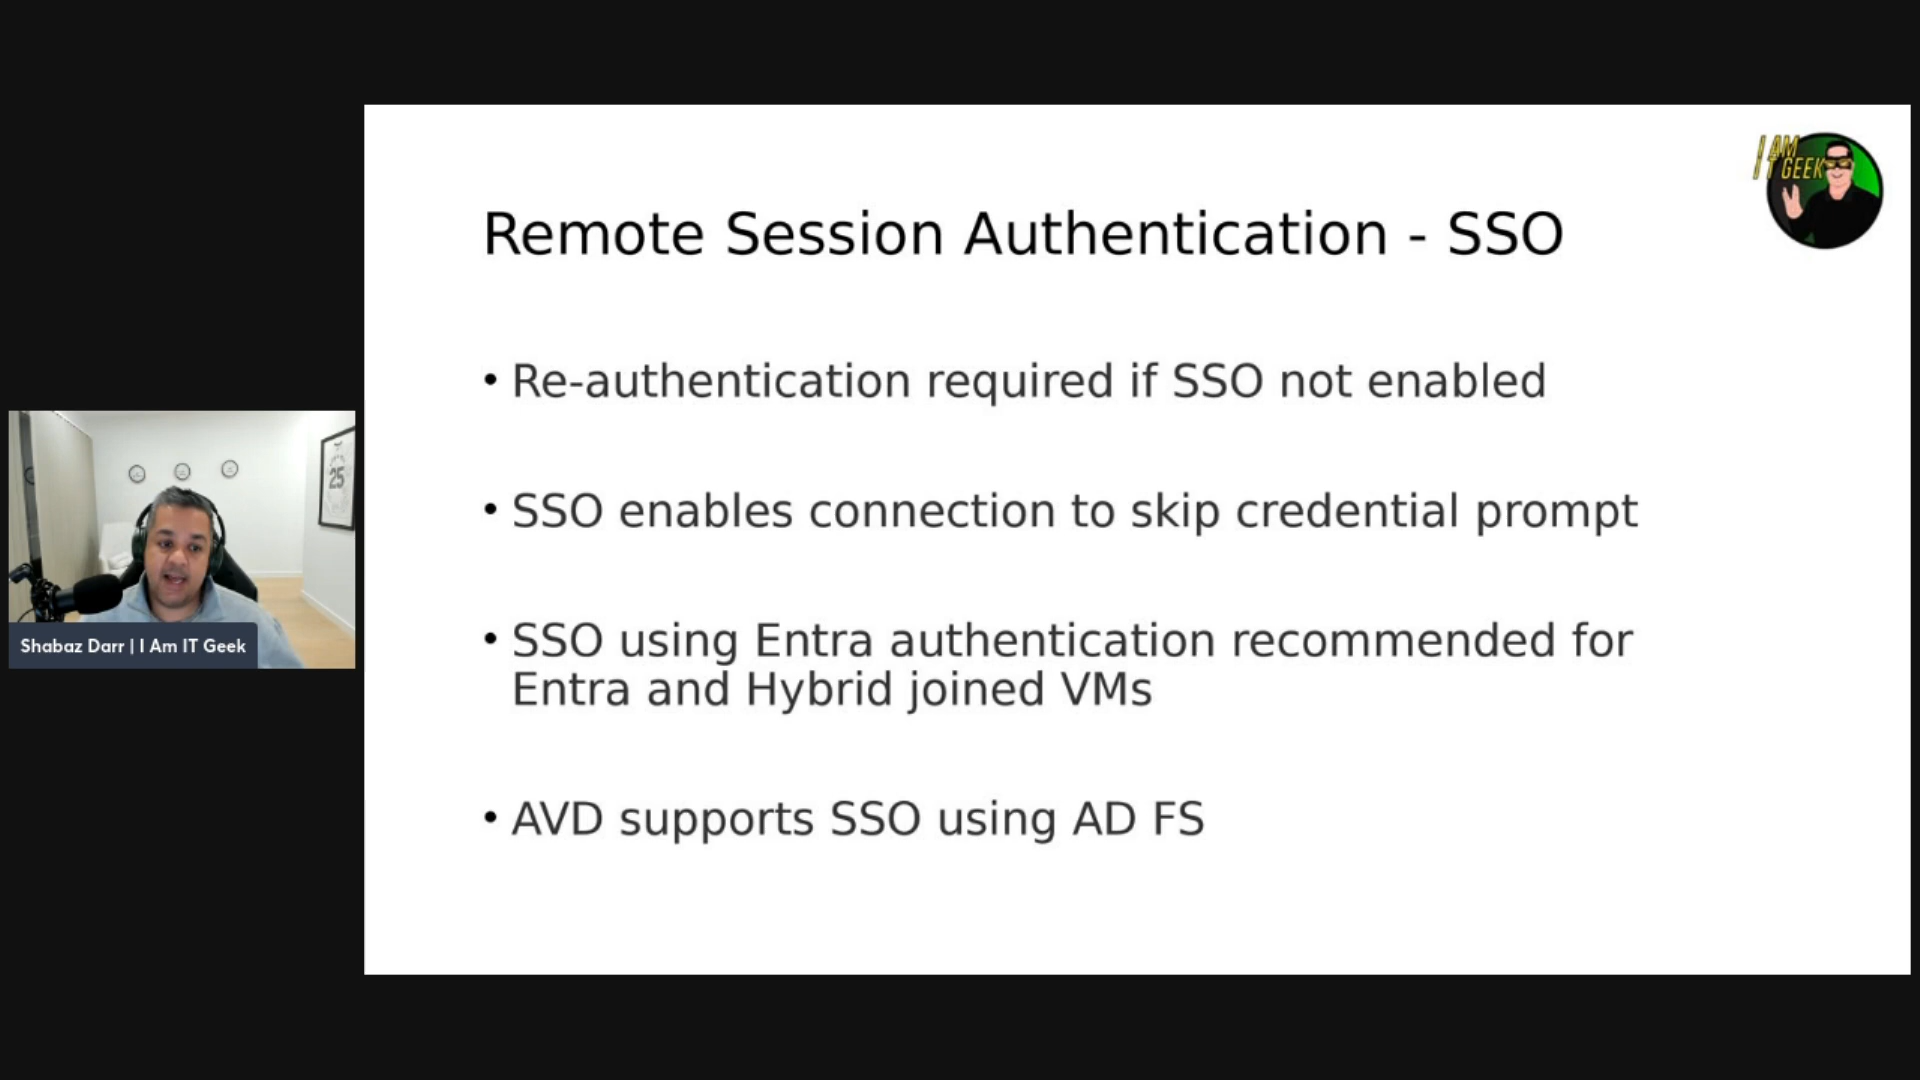 I AM
IT GEEK
Remote Session Authentication - SSO
• Re-authentication required if SSO not enabled
• SSO enables connection to skip credential prompt
• SSO using Entra authentication recommended for
Entra and Hybrid joined VMs
• AVD supports SSO using AD FS
25
Shabaz Darr | I Am IT Geek